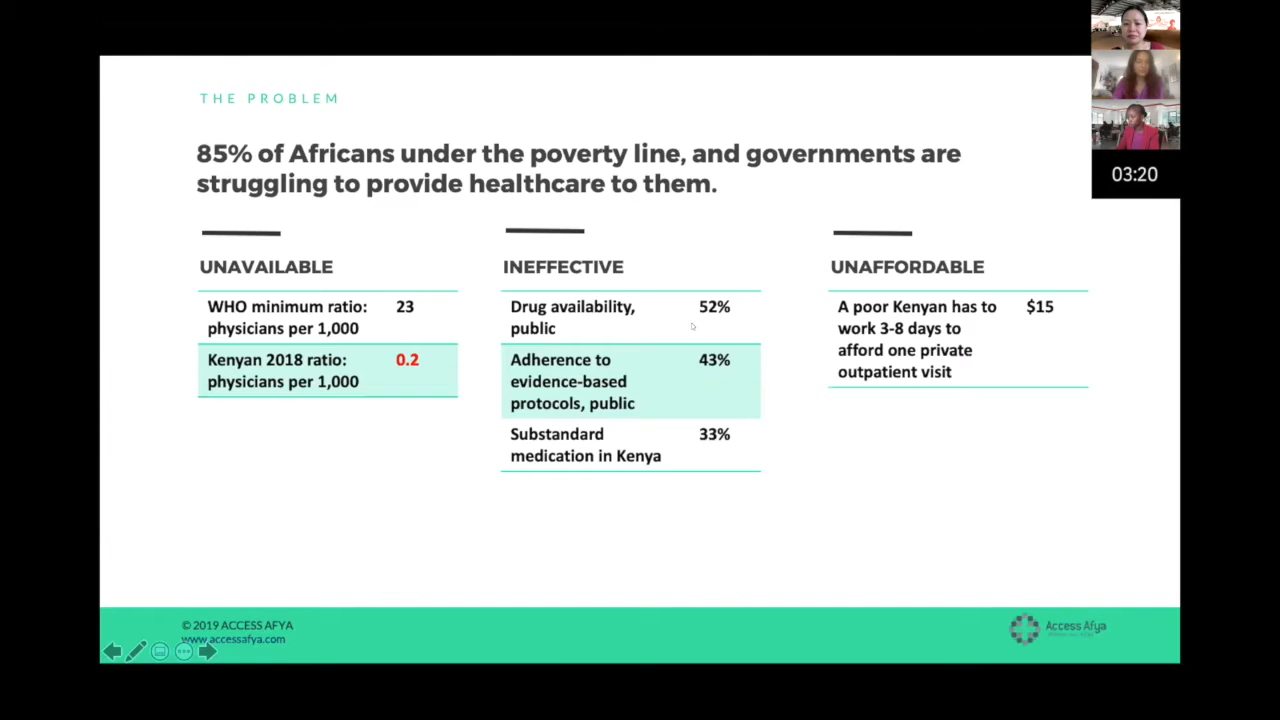 THE PROBLEM
03:20
85% of Africans under the poverty line, and governments are
struggling to provide healthcare to them.
UNAVAILABLE
WHO minimum ratio: 23
physicians per 1,000
Kenyan 2018 ratio: 0.2
physicians per 1,000
INEFFECTIVE
Drug availability, 52%
public
Adherence to 43%
evidence-based
protocols, public
Substandard 33%
medication in Kenya
UNAFFORDABLE
A poor Kenyan has to $15
work 3-8 days to
afford one private
outpatient visit
© 2019 ACCESS AFYA
www.accessafya.com
Access Afya